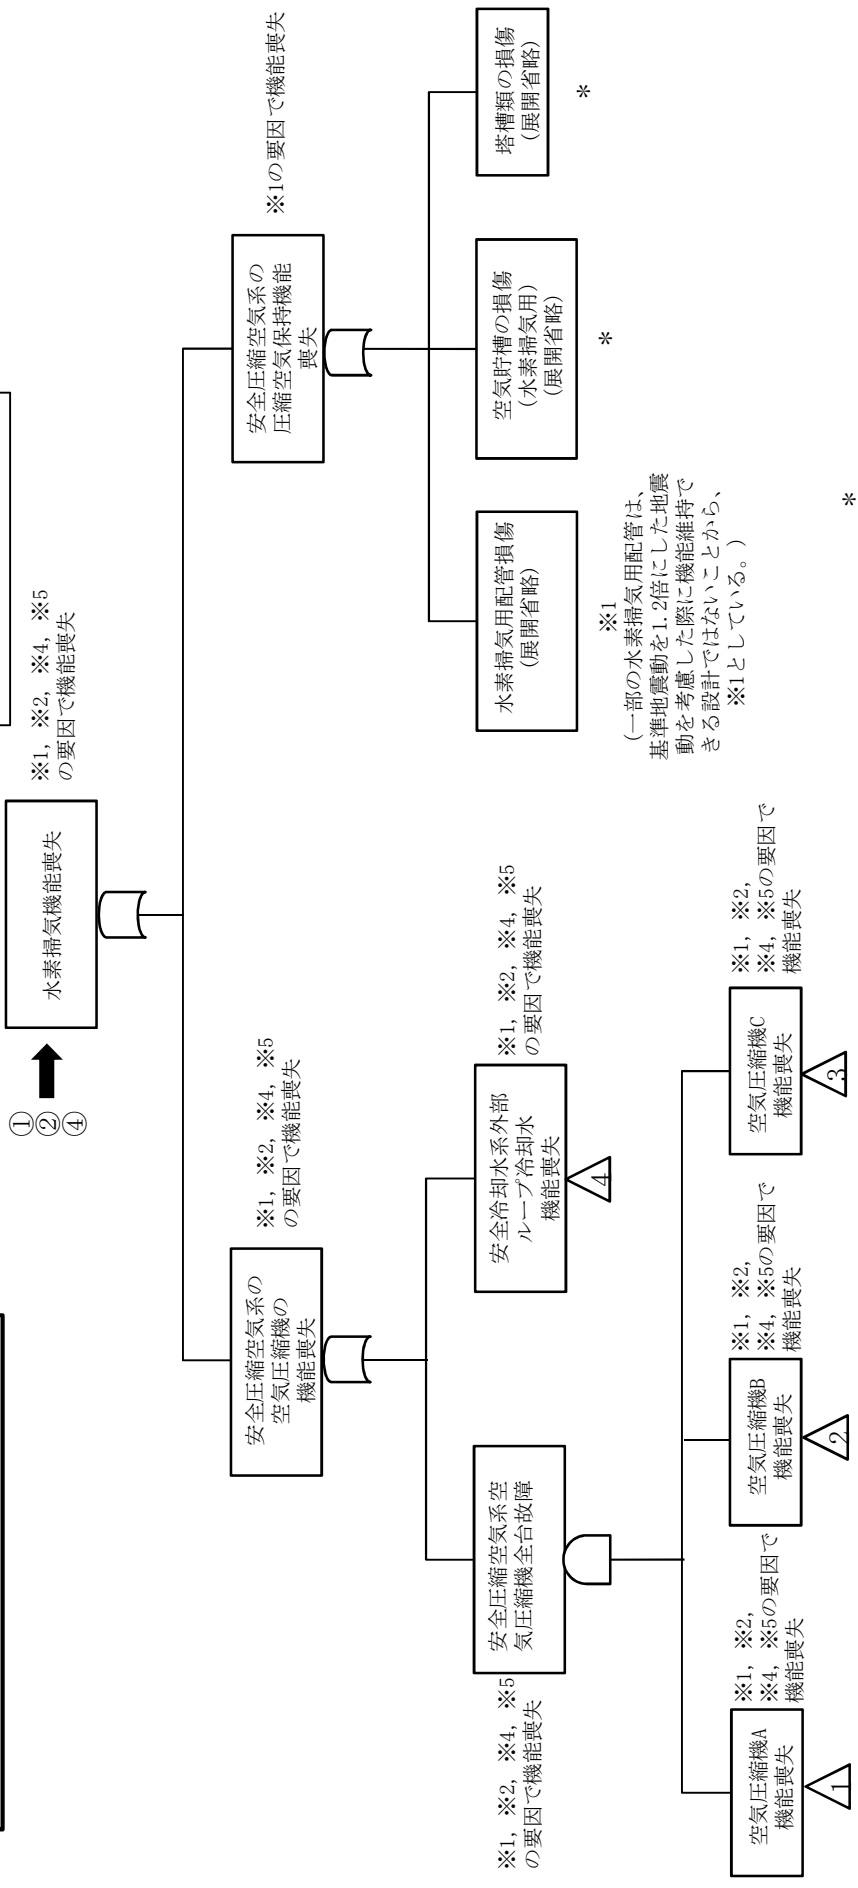 ①
②
④
水素掃気機能喪失
※1, ※2, ※4, ※5
の要因で機能喪失
安全圧縮空気系の
空気圧縮機の
機能喪失
※1, ※2, ※4, ※5
の要因で機能喪失
安全圧縮空気系の
圧縮空気保持機能
喪失
※1の要因で機能喪失
※1, ※2, ※4, ※5
の要因で機能喪失
安全圧縮空気系空
気圧縮機全台故障
安全冷却水系外部
ループ冷却水
機能喪失
4
※1, ※2, ※4, ※5
の要因で機能喪失
水素掃気用配管損傷
(展開省略)
※1
(一部の水素掃気用配管は、
基準地震動を1.2倍にした地震
動を考慮した際に機能維持で
きる設計ではないことから、
※1としている。)
空気貯槽の損傷
(水素掃気用)
(展開省略)
*
塔槽類の損傷
(展開省略)
*
空気圧縮機A
機能喪失
1
※1, ※2,
※4, ※5の要因で
機能喪失
空気圧縮機B
機能喪失
2
※1, ※2,
※4, ※5の要因で
機能喪失
空気圧縮機C
機能喪失
3
※1, ※2,
※4, ※5の要因で
機能喪失
*